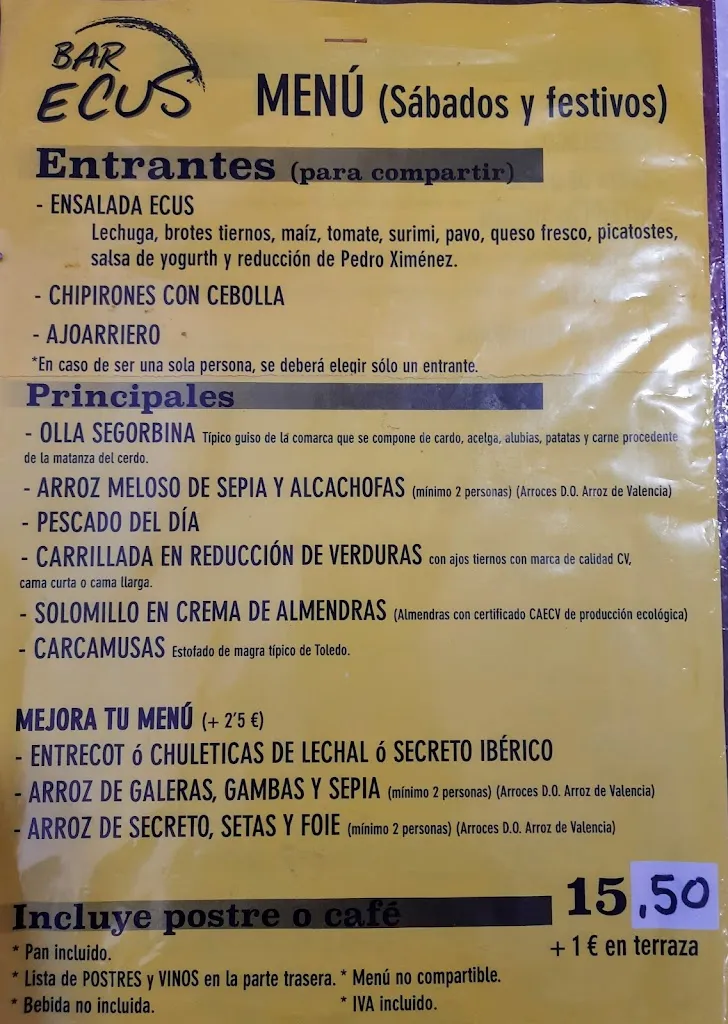 BAR
ECUS
MENÚ (Sábados y festivos)
Entrantes (para compartir)
- ENSALADA ECUS
Lechuga, brotes tiernos, maíz, tomate, surimi, pavo, queso fresco, picatostes,
salsa de yogurth y reducción de Pedro Ximénez.
- CHIPIRONES CON CEBOLLA
- AJOARRIERO
*En caso de ser una sola persona, se deberá elegir sólo un entrante.
Principales
- OLLA SEGORBINA Típico guiso de la comarca que se compone de cardo, acelga, alubias, patatas y carne procedente
de la matanza del cerdo.
- ARROZ MELOSO DE SEPIA Y ALCACHOFAS (mínimo 2 personas) (Arroces D.O. Arroz de Valencia)
- PESCADO DEL DÍA
- CARRILLADA EN REDUCCIÓN DE VERDURAS con ajos tiernos con marca de calidad CV,
cama curta o cama llarga.
- SOLOMILLO EN CREMA DE ALMENDRAS (Almendras con certificado CAECV de producción ecológica)
- CARCAMUSAS Estofado de magra típico de Toledo.
MEJORA TU MENÚ (+ 2'5 €)
- ENTRECOT ó CHULETICAS DE LECHAL ó SECRETO IBÉRICO
- ARROZ DE GALERAS, GAMBAS Y SEPIA (mínimo 2 personas) (Arroces D.O. Arroz de Valencia)
- ARROZ DE SECRETO, SETAS Y FOIE (mínimo 2 personas) (Arroces D.O. Arroz de Valencia)
Incluye postre o café 15,50
+ 1 € en terraza
* Pan incluido.
* Lista de POSTRES y VINOS en la parte trasera. * Menú no compartible.
* Bebida no incluida. * IVA incluido.